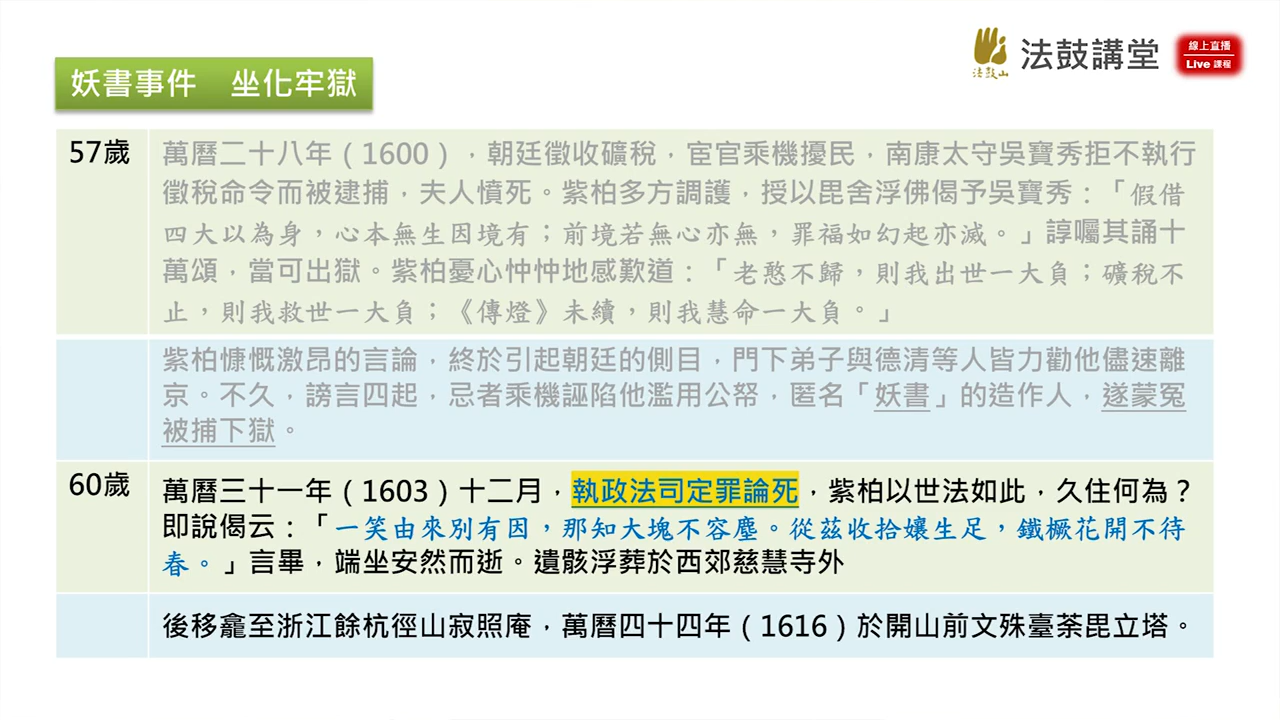 法鼓山
法鼓講堂
線上直播
Live 課程
妖書事件 坐化牢獄
57歲
萬曆二十八年（1600），朝廷徵收礦稅，宦官乘機擾民，南康太守吳寶秀拒不執行
徵稅命令而被逮捕，夫人憤死。紫柏多方調護，授以毘舍浮佛偈予吳寶秀：「假借
四大以為身，心本無生因境有；前境若無心亦無，罪福如幻起亦滅。」諄囑其誦十
萬頌，當可出獄。紫柏憂心忡忡地感歎道：「老憨不歸，則我出世一大負；礦稅不
止，則我救世一大負；《傳燈》未續，則我慧命一大負。」
紫柏慷慨激昂的言論，終於引起朝廷的側目，門下弟子與德清等人皆力勸他儘速離
京。不久，謗言四起，忌者乘機誣陷他濫用公帑，匿名「妖書」的造作人，遂蒙冤
被捕下獄。
60歲
萬曆三十一年（1603）十二月，執政法司定罪論死，紫柏以世法如此，久住何為？
即說偈云：「一笑由來別有因，那知大塊不容塵。從茲收拾孃生足，鐵橛花開不待
春。」言畢，端坐安然而逝。遺骸浮葬於西郊慈慧寺外
後移龕至浙江餘杭徑山寂照庵，萬曆四十四年（1616）於開山前文殊臺荼毘立塔。